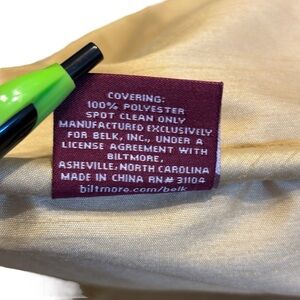 COVERING:
100% POLYESTER
SPOT CLEAN ONLY
MANUFACTURED EXCLUSIVELY
FOR BELK, INC., UNDER A
LICENSE AGREEMENT WITH
BILTMORE,
ASHEVILLE, NORTH CAROLINA
MADE IN CHINA RN# 31104
biltmore.com/belk